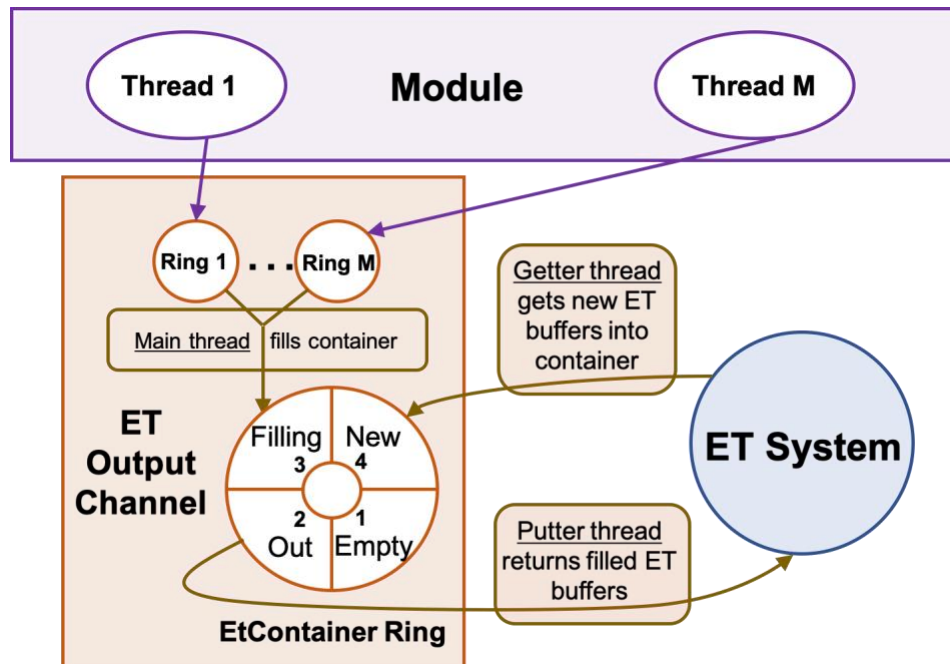 Thread 1
Module
Thread M
Ring 1
. . .
Ring M
Main thread fills container
Getter thread
gets new ET
buffers into
container
ET
Output
Channel
Filling
New
3
4
2
1
Out
Empty
ET System
Putter thread
returns filled ET
buffers
EtContainer Ring